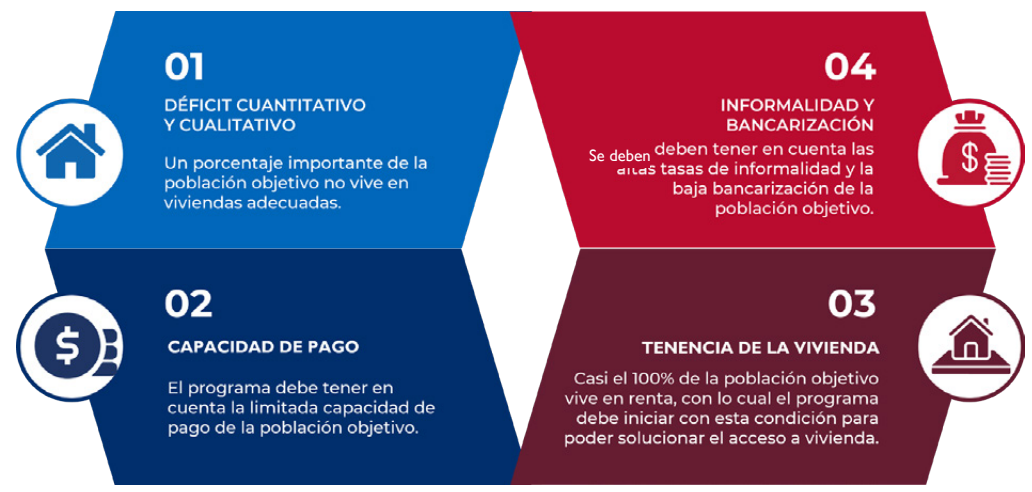 01
DÉFICIT CUANTITATIVO
Y CUALITATIVO
Un porcentaje importante de la
población objetivo no vive en
viviendas adecuadas.
02
CAPACIDAD DE PAGO
El programa debe tener en
cuenta la limitada capacidad de
pago de la población objetivo.
03
TENENCIA DE LA VIVIENDA
Casi el 100% de la población objetivo
vive en renta, con lo cual el programa
debe iniciar con esta condición para
poder solucionar el acceso a vivienda.
04
INFORMALIDAD Y
BANCARIZACIÓN
Se deben deben tener en cuenta las
altas tasas de informalidad y la
baja bancarización de la
población objetivo.
$
$